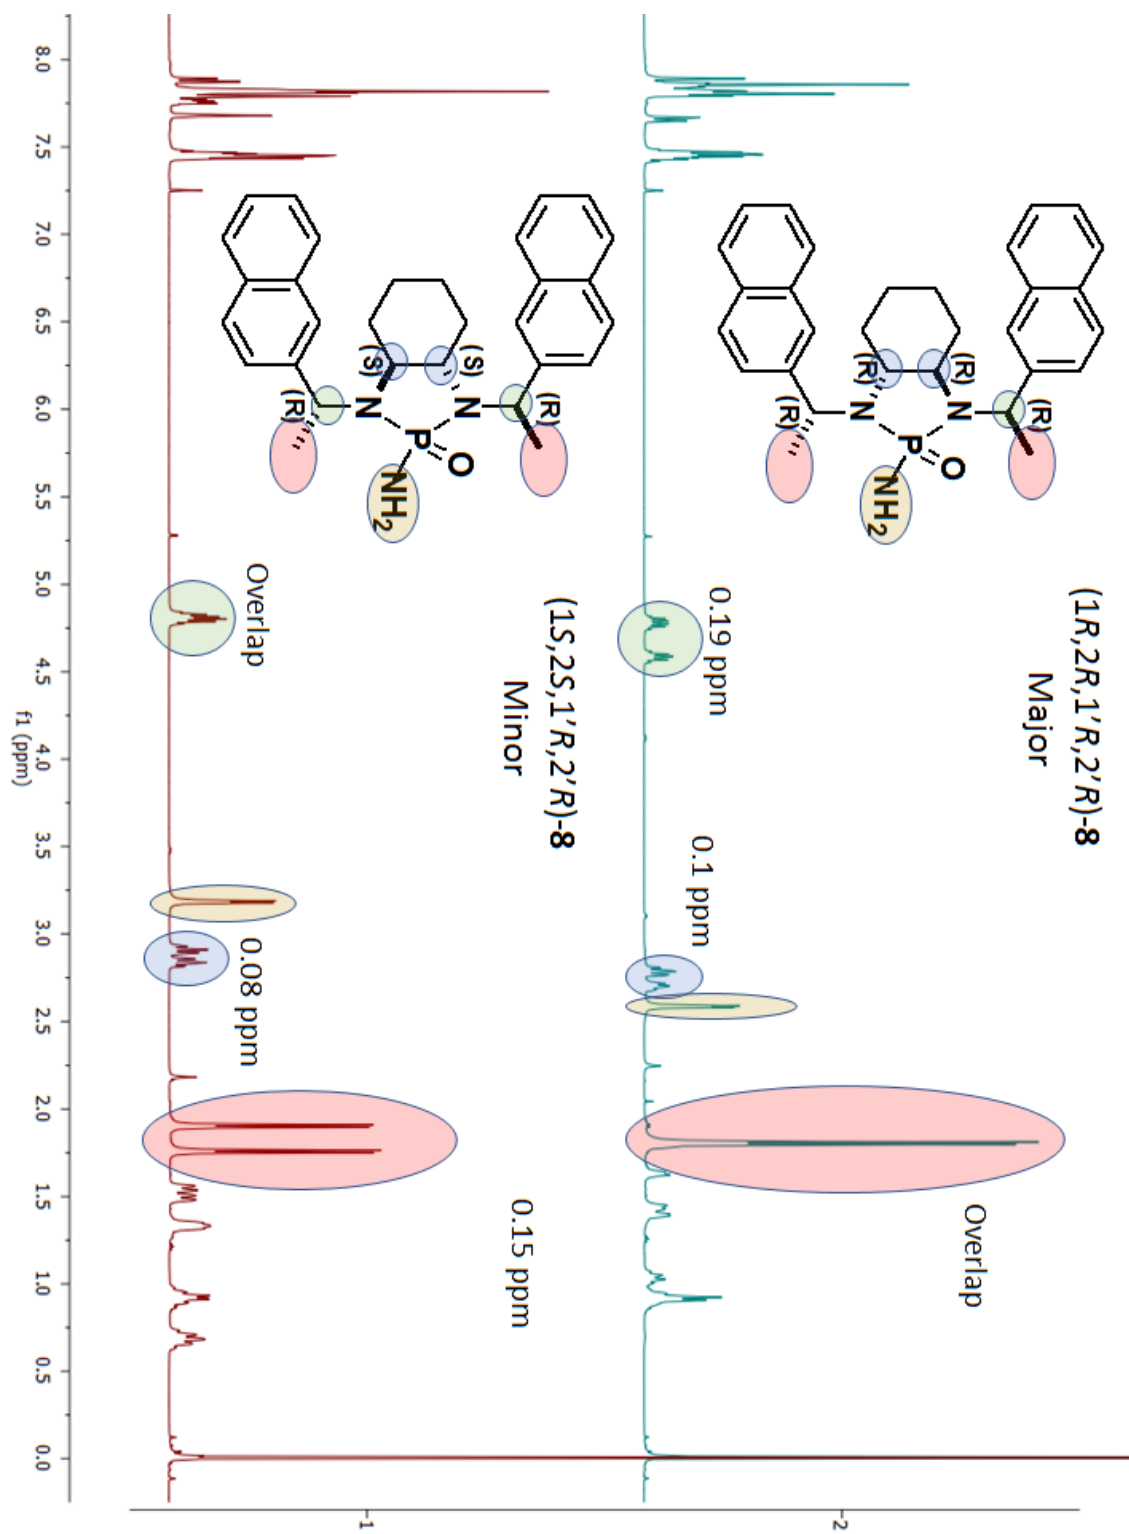 (1R,2R,1'R,2'R)-8
Major
(R)
(R)
(R)
(R)
N
N
P
O
NH2
0.19 ppm
0.1 ppm
Overlap
2
(1S,2S,1'R,2'R)-8
Minor
(S)
(S)
(R)
(R)
N
N
P
O
NH2
Overlap
0.08 ppm
0.15 ppm
1
8.0 7.5 7.0 6.5 6.0 5.5 5.0 4.5 4.0 3.5 3.0 2.5 2.0 1.5 1.0 0.5 0.0
f1 (ppm)